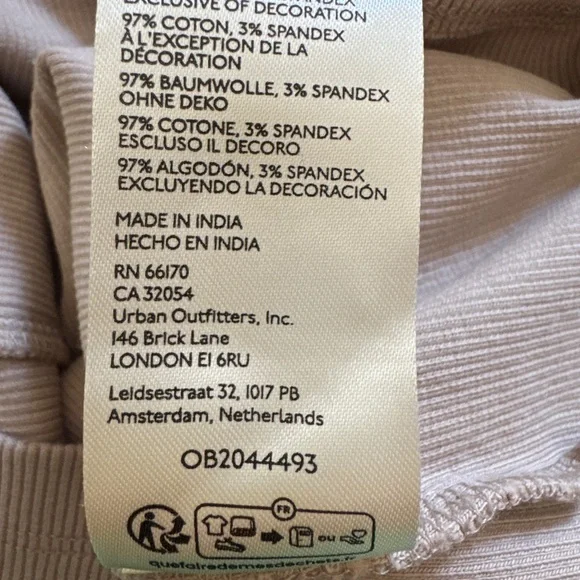 EXCLUSIVE OF DECORATION
97% COTON, 3% SPANDEX
À L'EXCEPTION DE LA
DÉCORATION
97% BAUMWOLLE, 3% SPANDEX
OHNE DEKO
97% COTONE, 3% SPANDEX
ESCLUSO IL DECORO
97% ALGODÓN, 3% SPANDEX
EXCLUYENDO LA DECORACIÓN
MADE IN INDIA
HECHO EN INDIA
RN 66170
CA 32054
Urban Outfitters, Inc.
146 Brick Lane
LONDON E1 6RU
Leidsestraat 32, 1017 PB
Amsterdam, Netherlands
OB2044493
FR
OU
quefairedemesdechets.fr